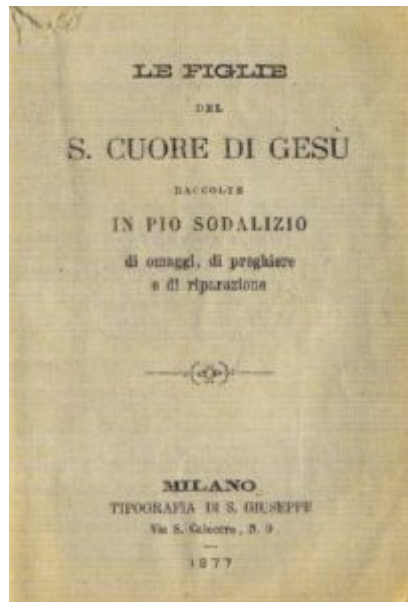 LE FIGLIE
DEL
S. CUORE DI GESÙ
RACCOLTE
IN PIO SODALIZIO
di omaggi, di preghiere
e di riparazione
MILANO
TIPOGRAFIA DI S. GIUSEPPE
Via S. Calocero, N. 9
1877